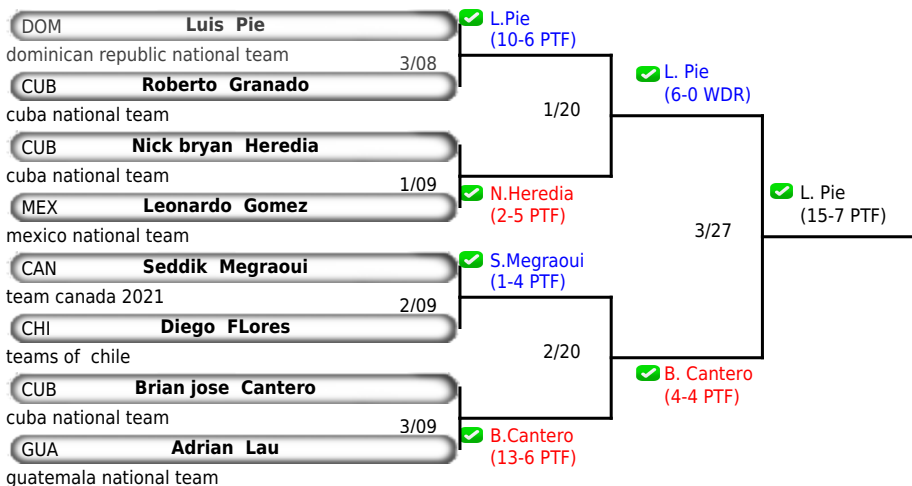 DOM Luis Pie
dominican republic national team
3/08
CUB Roberto Granado
cuba national team
L.Pie
(10-6 PTF)
CUB Nick bryan Heredia
cuba national team
1/09
MEX Leonardo Gomez
mexico national team
N.Heredia
(2-5 PTF)
CAN Seddik Megraoui
team canada 2021
2/09
CHI Diego FLores
teams of chile
S.Megraoui
(1-4 PTF)
CUB Brian jose Cantero
cuba national team
3/09
GUA Adrian Lau
guatemala national team
B.Cantero
(13-6 PTF)
1/20
L. Pie
(6-0 WDR)
2/20
B. Cantero
(4-4 PTF)
3/27
L. Pie
(15-7 PTF)